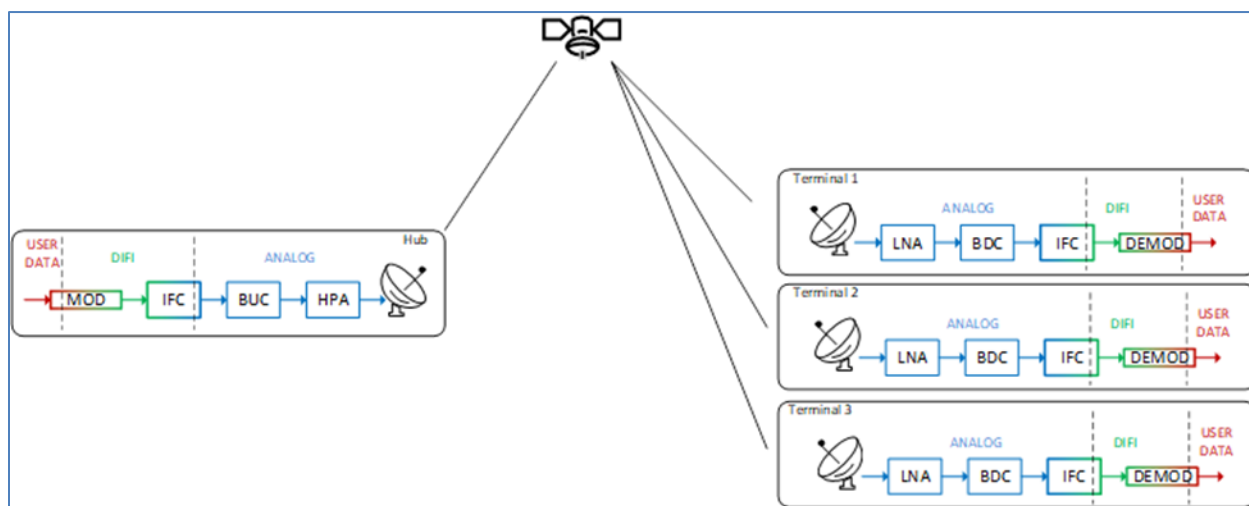 Terminal 1
ANALOG
DIFI
USER
DATA
LNA
BDC
IFC
DEMOD
Hub
USER
DATA
DIFI
ANALOG
MOD
IFC
BUC
HPA
Terminal 2
ANALOG
DIFI
USER
DATA
LNA
BDC
IFC
DEMOD
Terminal 3
ANALOG
DIFI
USER
DATA
LNA
BDC
IFC
DEMOD